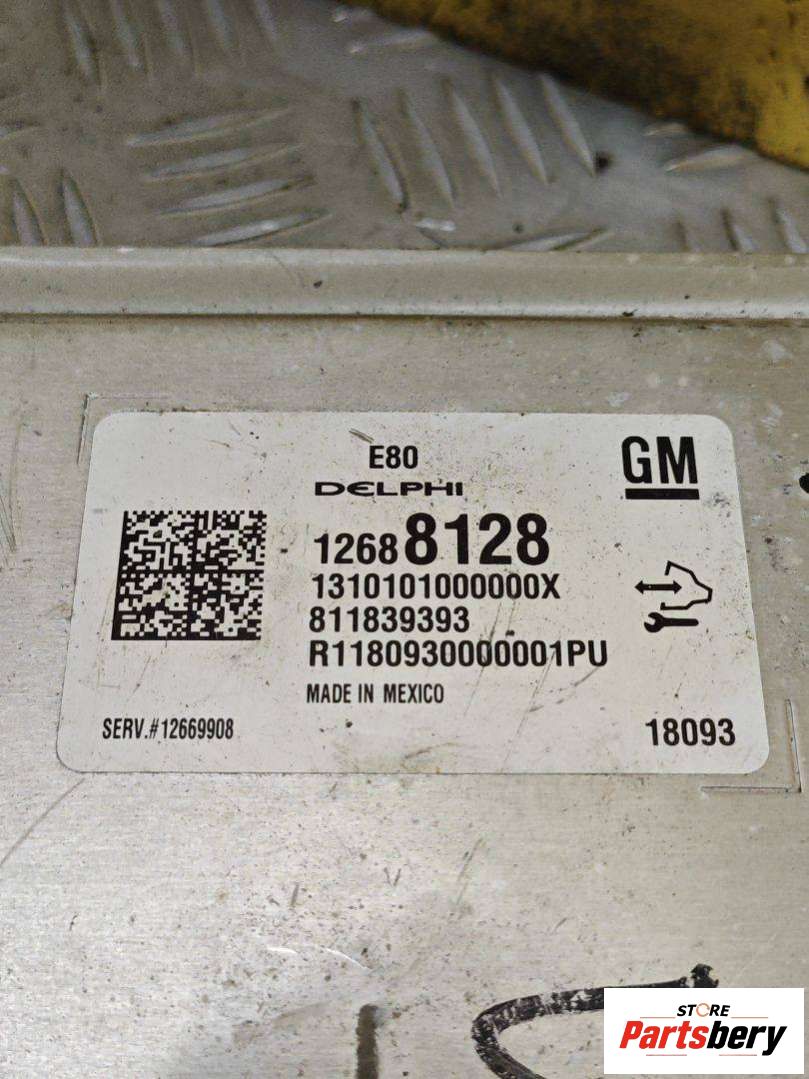 E80
GM
DELPHI
12688128
1310101000000X
811839393
R1180930000001PU
MADE IN MEXICO
SERV.#12669908
18093
STORE
Partsbery